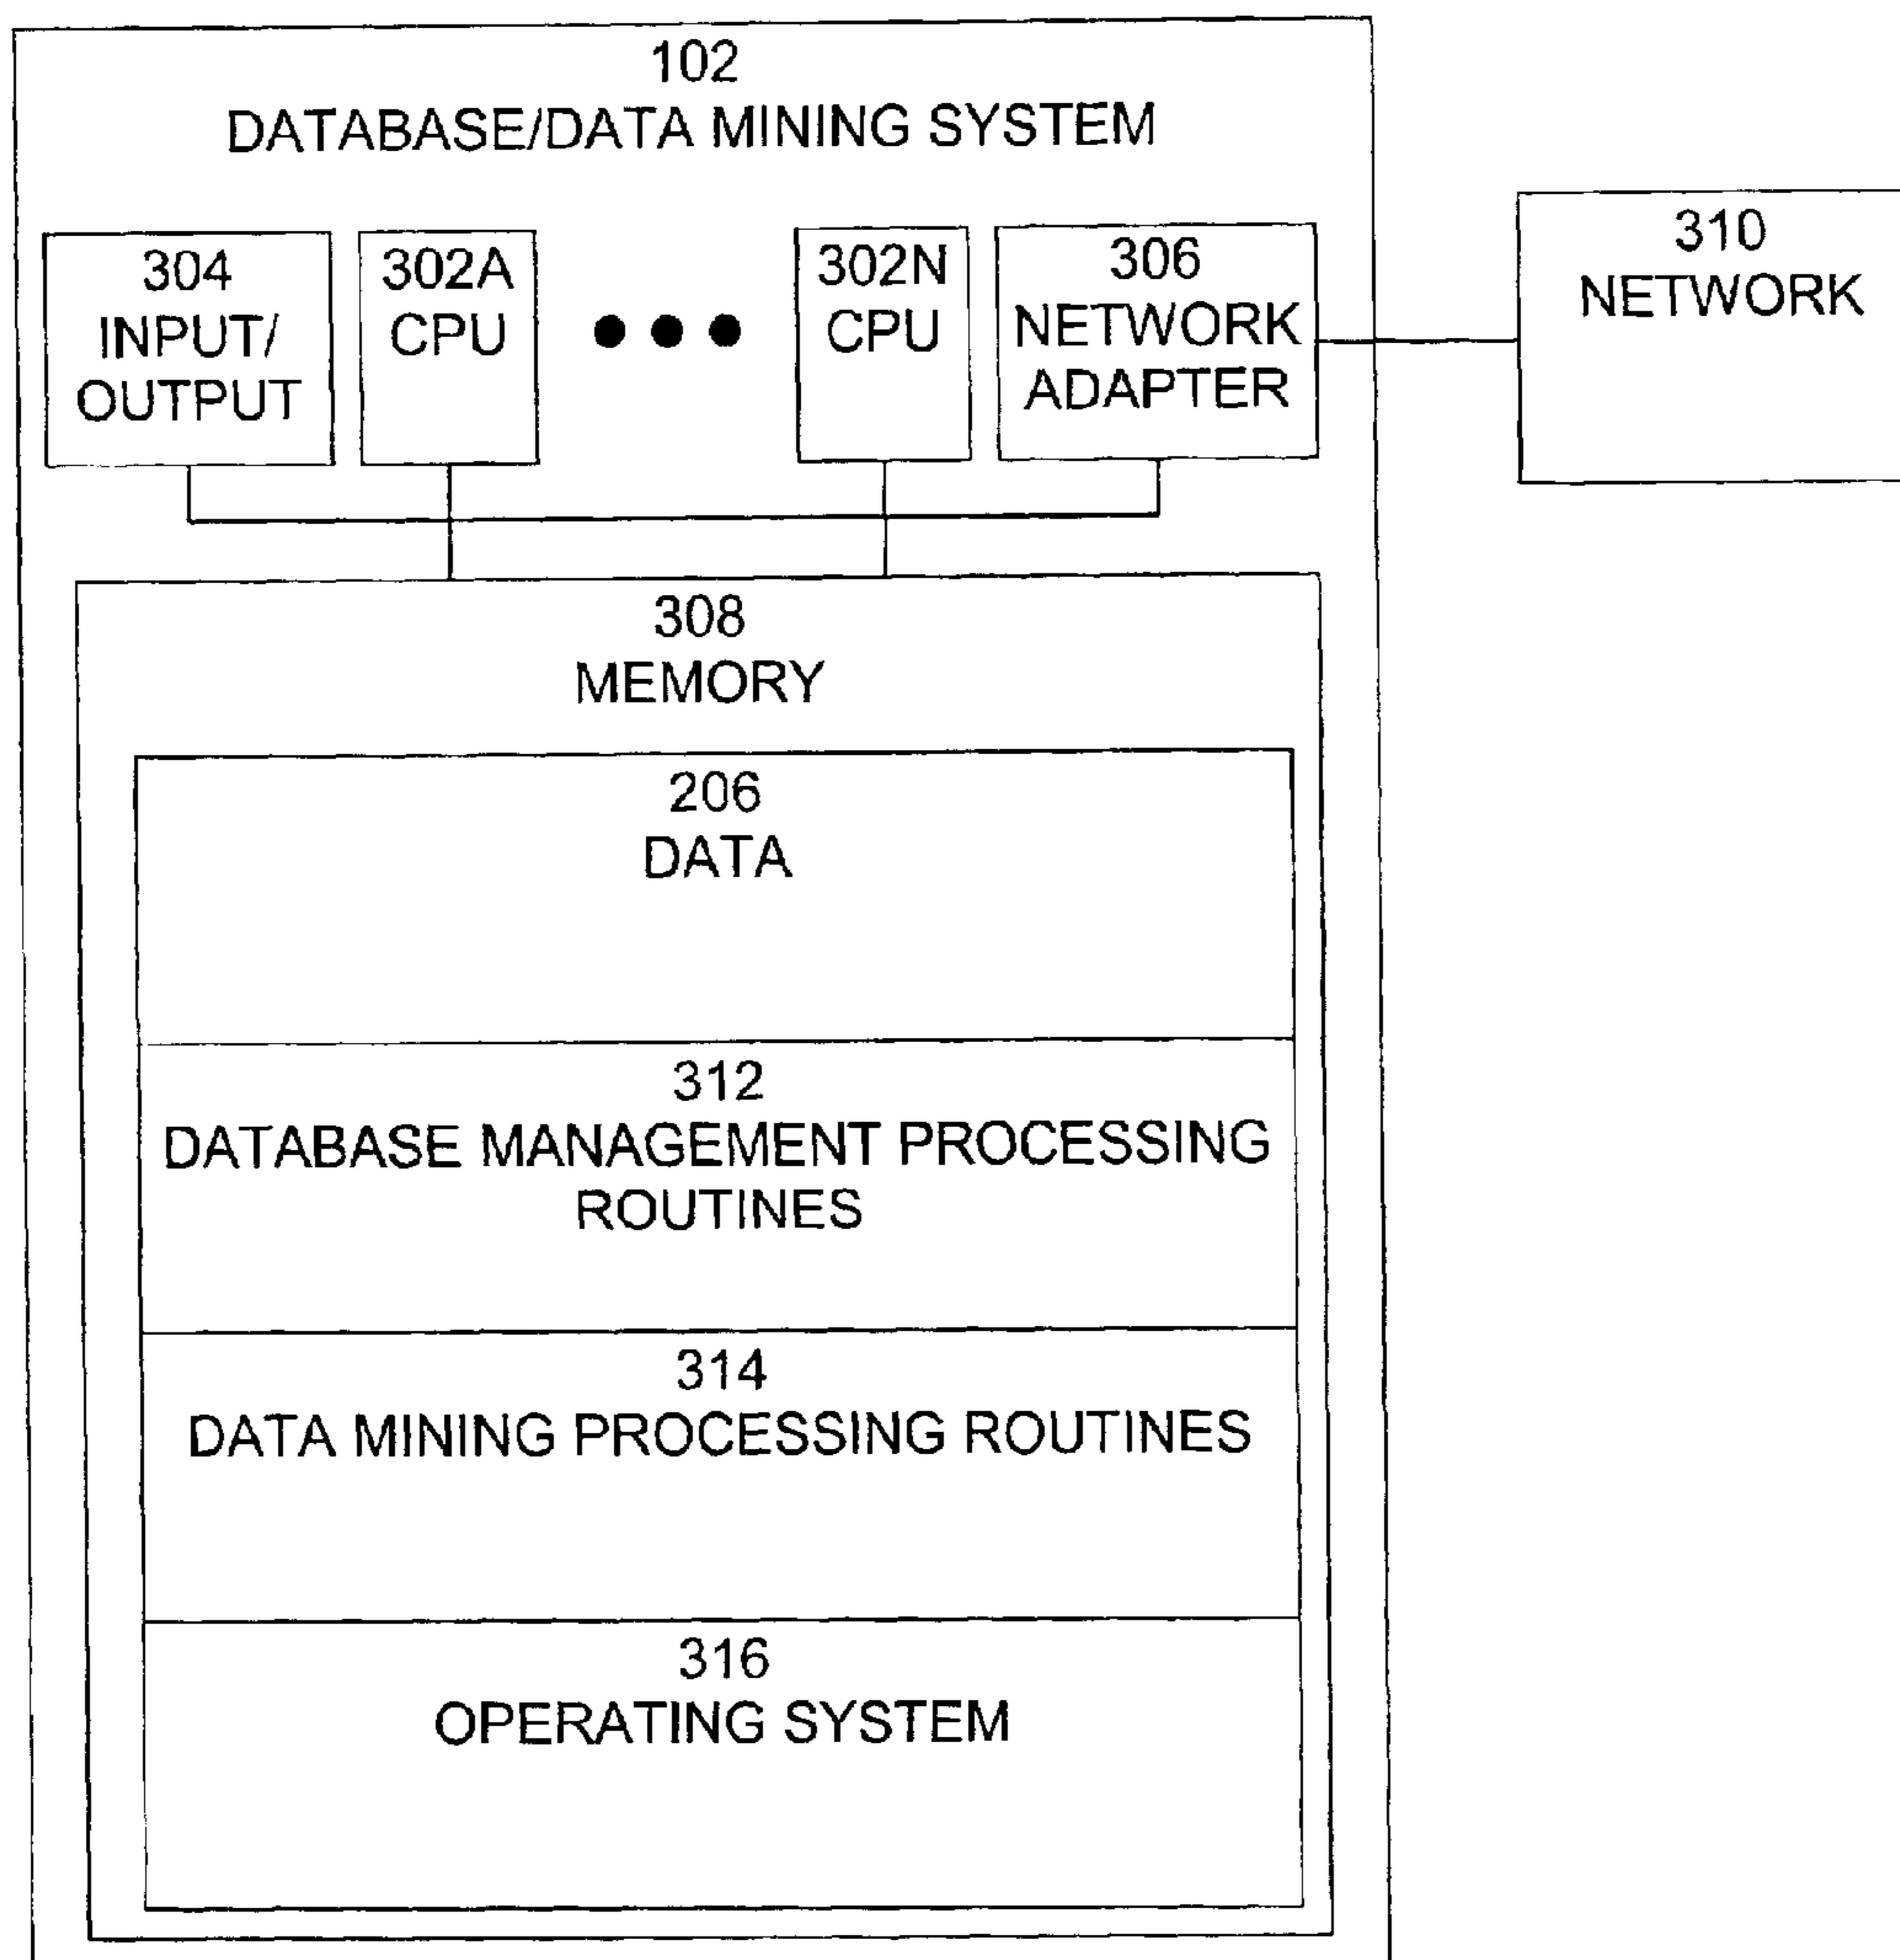 102
DATABASE/DATA MINING SYSTEM
304
INPUT/
OUTPUT
302A
CPU
302N
CPU
306
NETWORK
ADAPTER
310
NETWORK
308
MEMORY
206
DATA
312
DATABASE MANAGEMENT PROCESSING
ROUTINES
314
DATA MINING PROCESSING ROUTINES
316
OPERATING SYSTEM